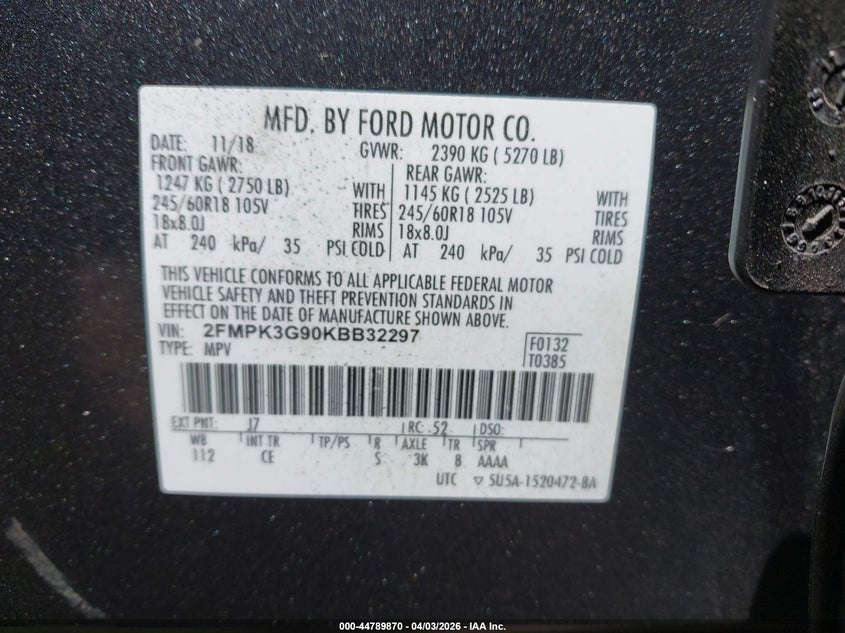 MFD. BY FORD MOTOR CO.
DATE: 11/18 GVWR: 2390 KG ( 5270 LB)
FRONT GAWR: REAR GAWR:
1247 KG ( 2750 LB) WITH 1145 KG ( 2525 LB) WITH
245/60R18 105V TIRES 245/60R18 105V TIRES
18x8.0J RIMS 18x8.0J RIMS
AT 240 kPa/ 35 PSI COLD AT 240 kPa/ 35 PSI COLD
THIS VEHICLE CONFORMS TO ALL APPLICABLE FEDERAL MOTOR
VEHICLE SAFETY AND THEFT PREVENTION STANDARDS IN
EFFECT ON THE DATE OF MANUFACTURE SHOWN ABOVE.
VIN: 2FMPK3G90KBB32297 F0132
TYPE: MPV T0385
EXT PNT: J7 RC: 52 DSO:
WB INT TR TP/PS R AXLE TR SPR
112 CE S 3K 8 AAAA
UTC ▽ 5U5A-1520472-BA
000-44789870 | 04/03/2026 - IAA Inc.